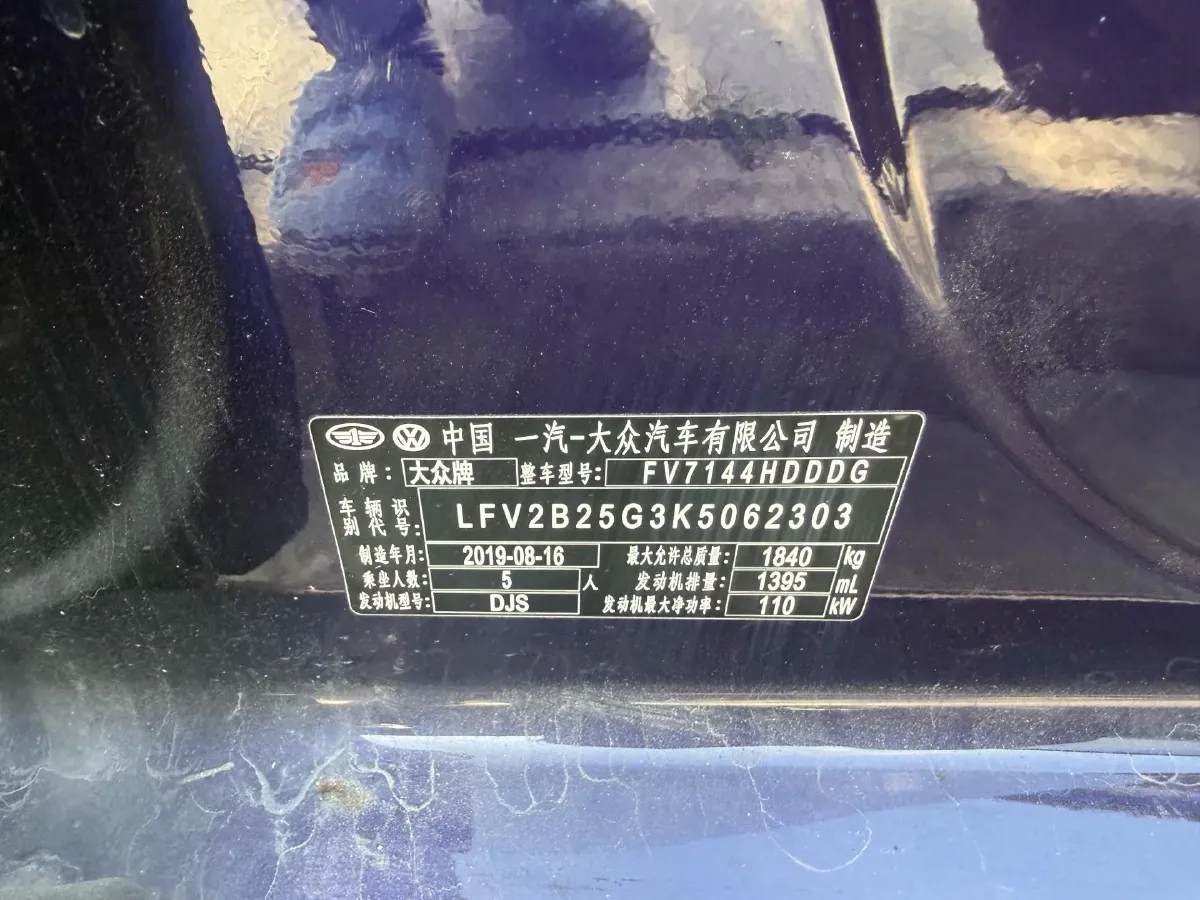 中国 一汽-大众汽车有限公司 制造
品牌: 大众牌 整车型号: FV7144HDDDG
车辆识别代号: LFV2B25G3K5062303
制造年月: 2019-08-16 最大允许总质量: 1840 kg
乘坐人数: 5 人 发动机排量: 1395 mL
发动机型号: DJS 发动机最大净功率: 110 kW